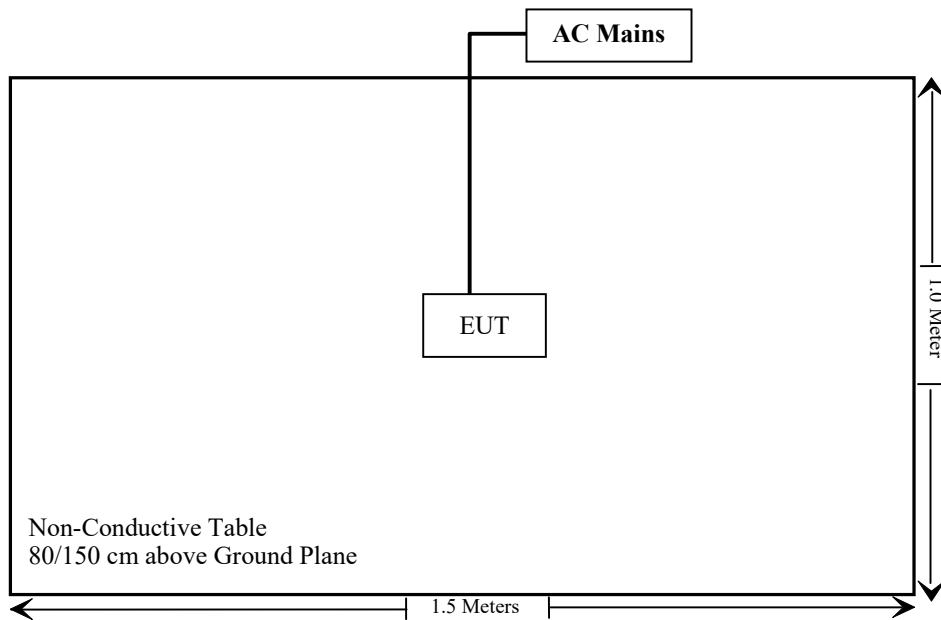 AC Mains
EUT
1.0 Meter
Non-Conductive Table
80/150 cm above Ground Plane
1.5 Meters